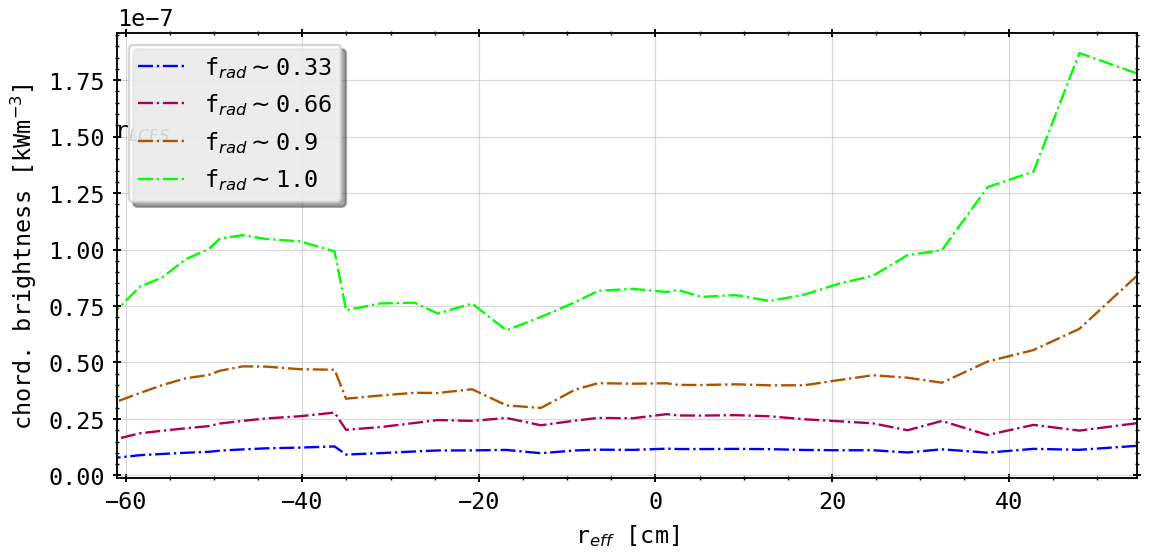 1e−7
chord. brightness [kWm⁻³]
1.75
1.50
1.25
1.00
0.75
0.50
0.25
0.00
r_LCFS
f_rad ∼ 0.33
f_rad ∼ 0.66
f_rad ∼ 0.9
f_rad ∼ 1.0
−60 −40 −20 0 20 40
r_eff [cm]